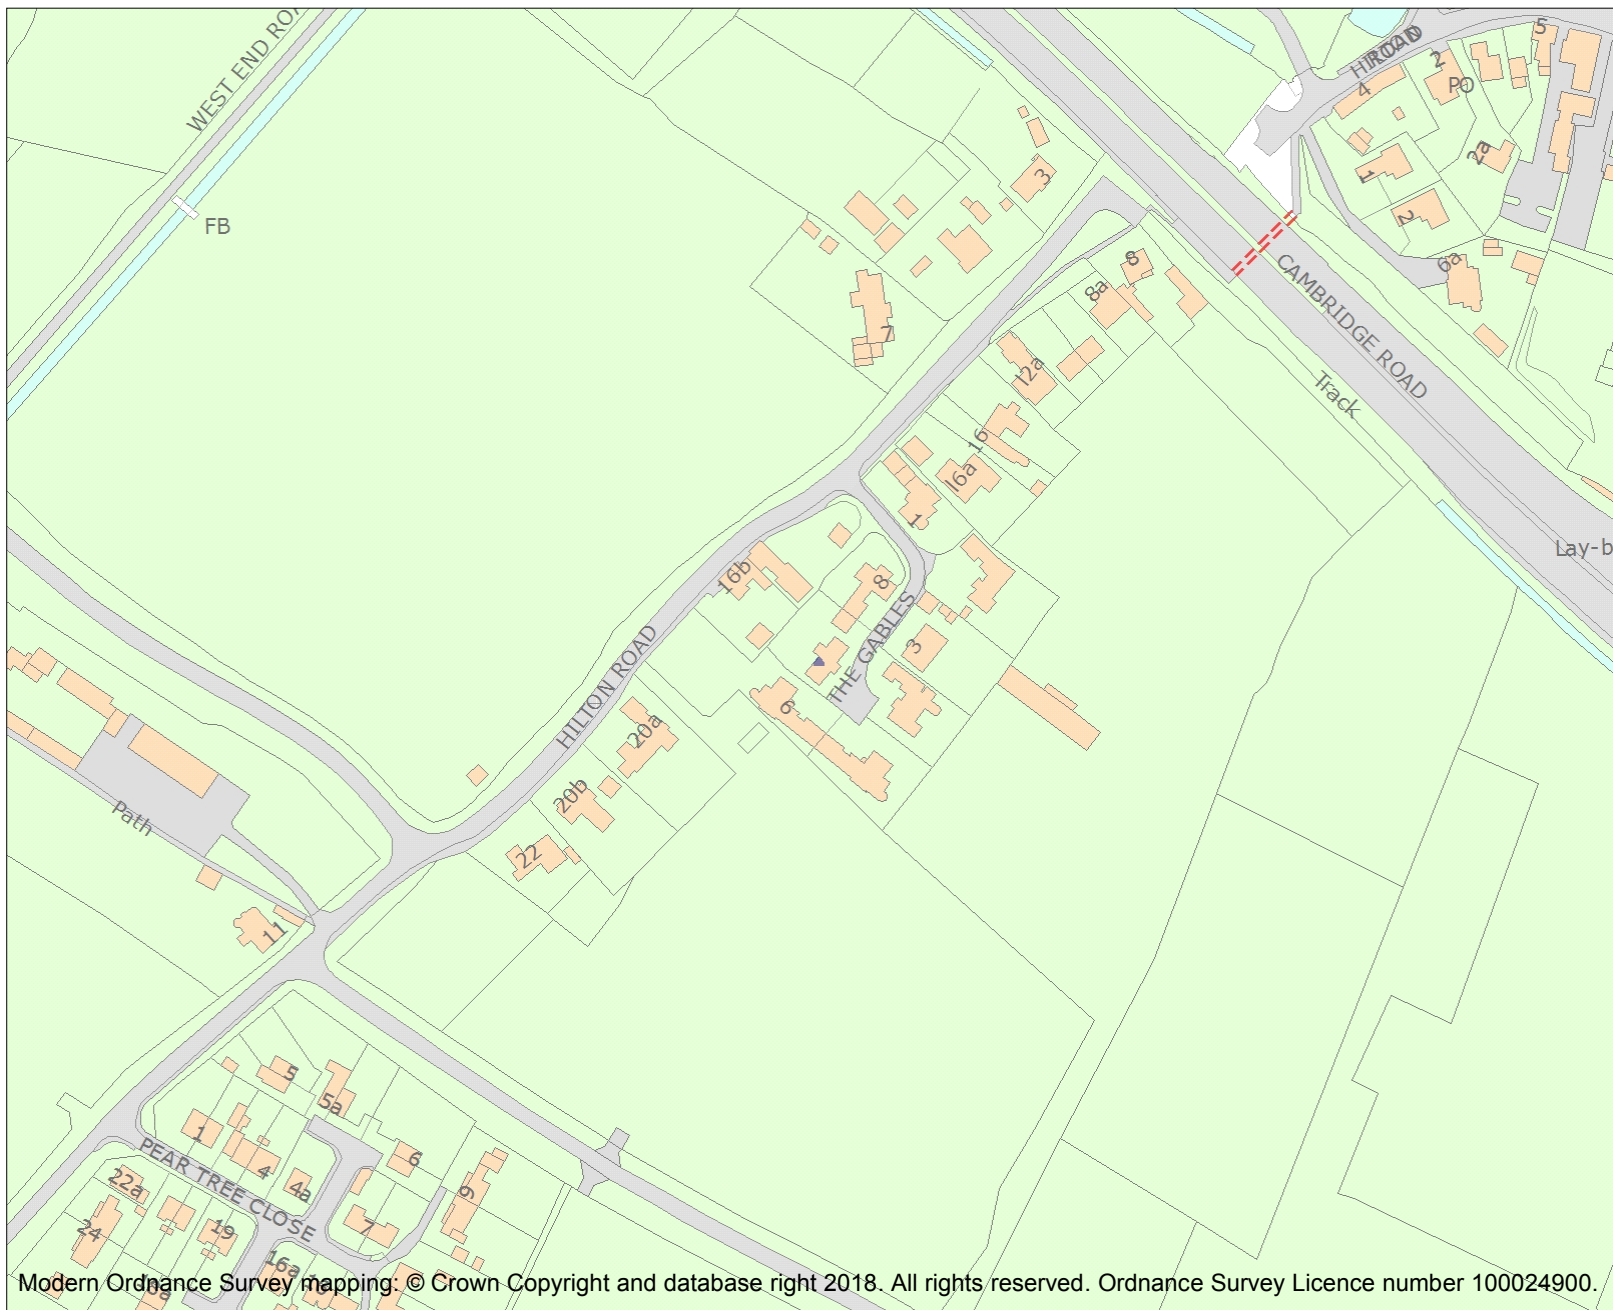 WEST END ROA
HIROAD
ROAD
5
2
PO
4
2a
1
2
6a
3
FB
8
8a
7
CAMBRIDGE ROAD
Track
12a
16
16a
1
Lay-b
16b
8
THE GABLES
3
HILTON ROAD
6
20a
20b
22
Path
11
5
5a
1
4
6
PEAR TREE CLOSE
4a
22a
9
7
24
19
16a
Modern Ordnance Survey mapping: © Crown Copyright and database right 2018. All rights reserved. Ordnance Survey Licence number 100024900.